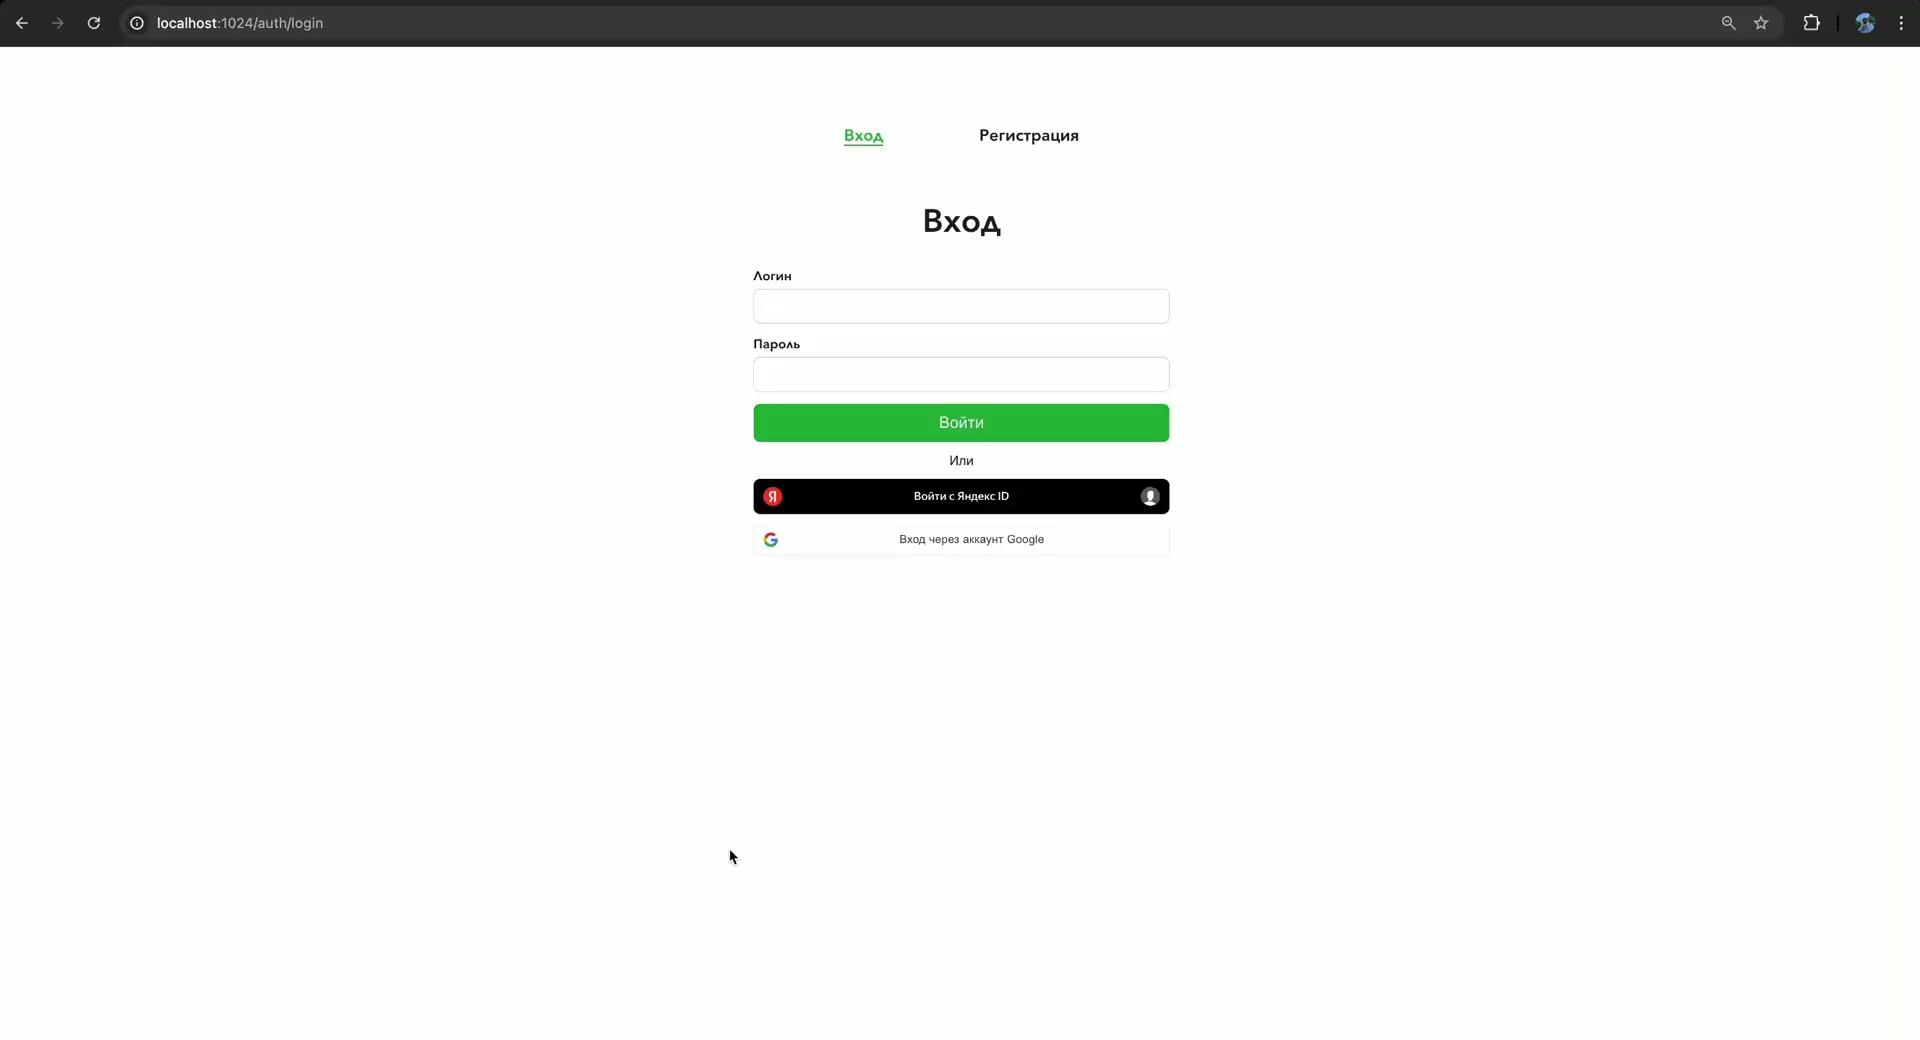 localhost:1024/auth/login
Вход Регистрация
Вход
Логин
Пароль
Войти
Или
Я Войти с Яндекс ID
G Вход через аккаунт Google